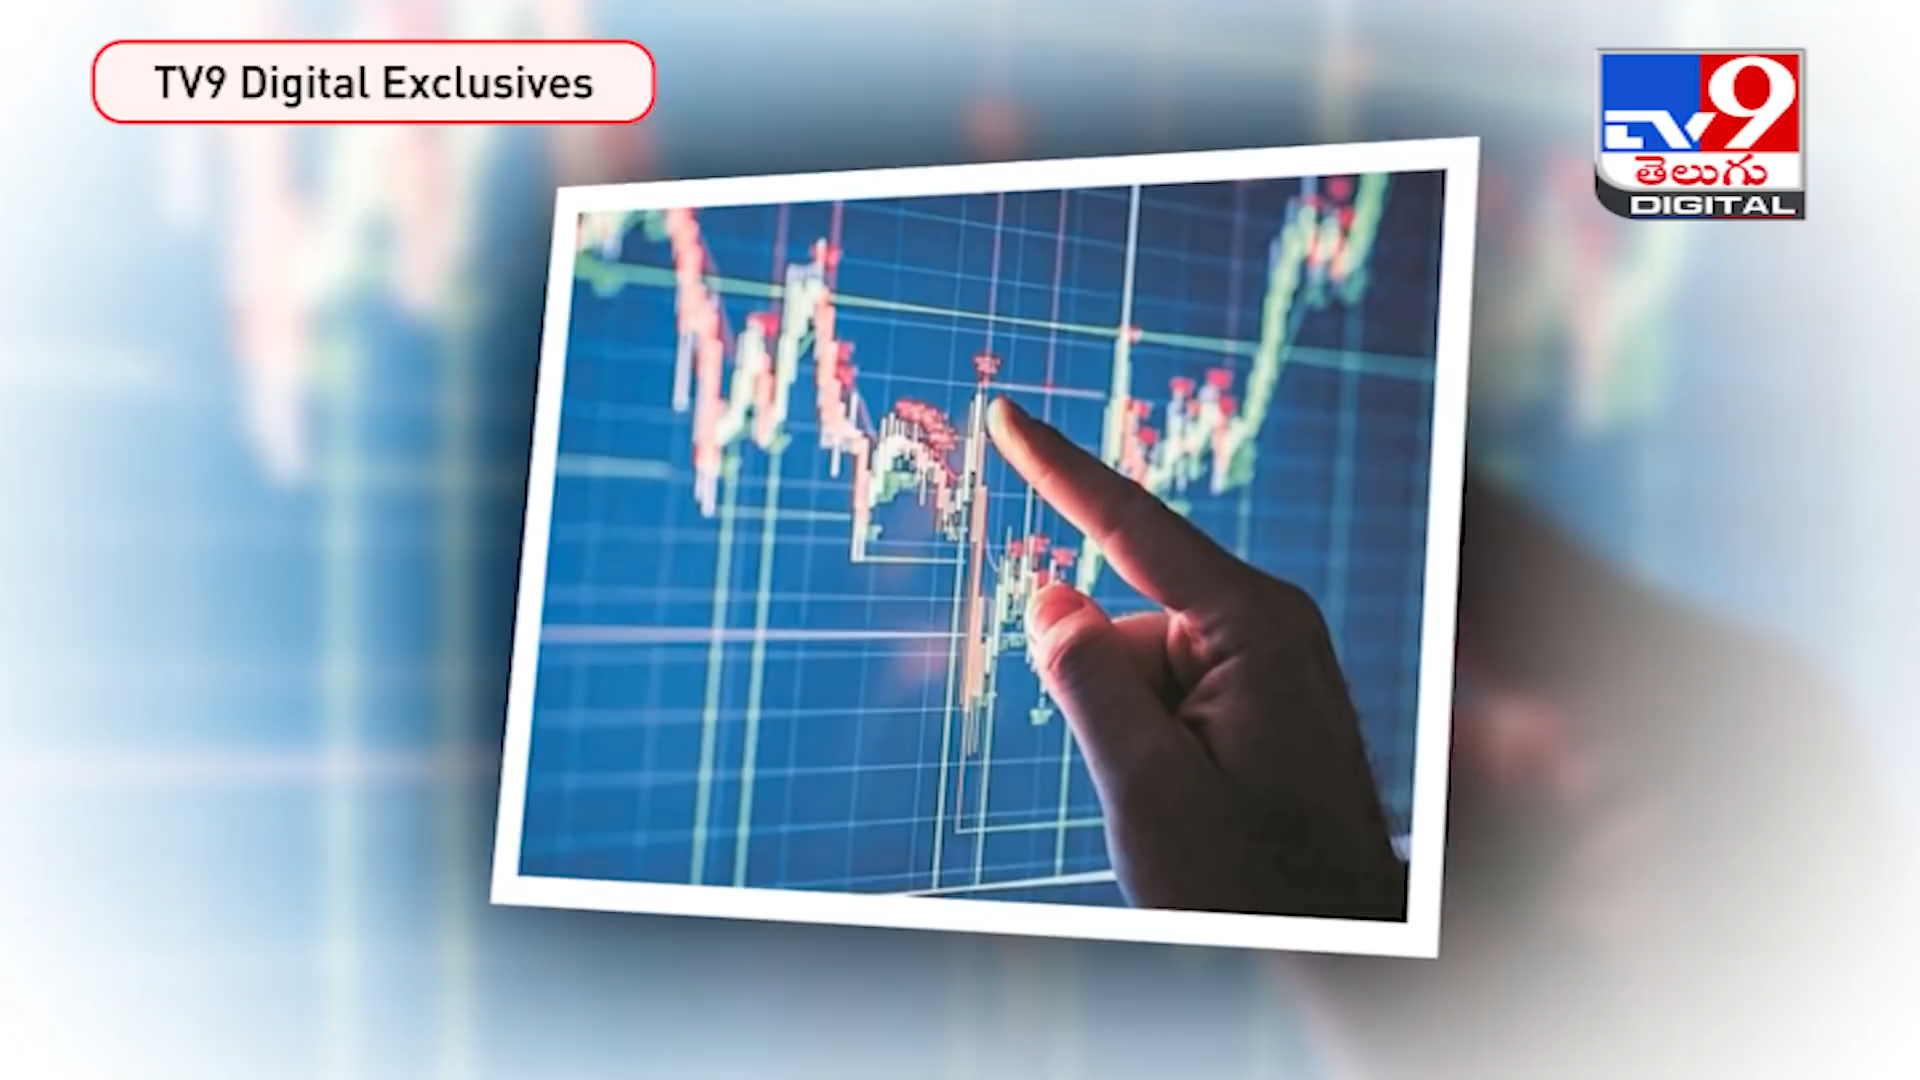 TV9 Digital Exclusives
TV9
తెలుగు
DIGITAL